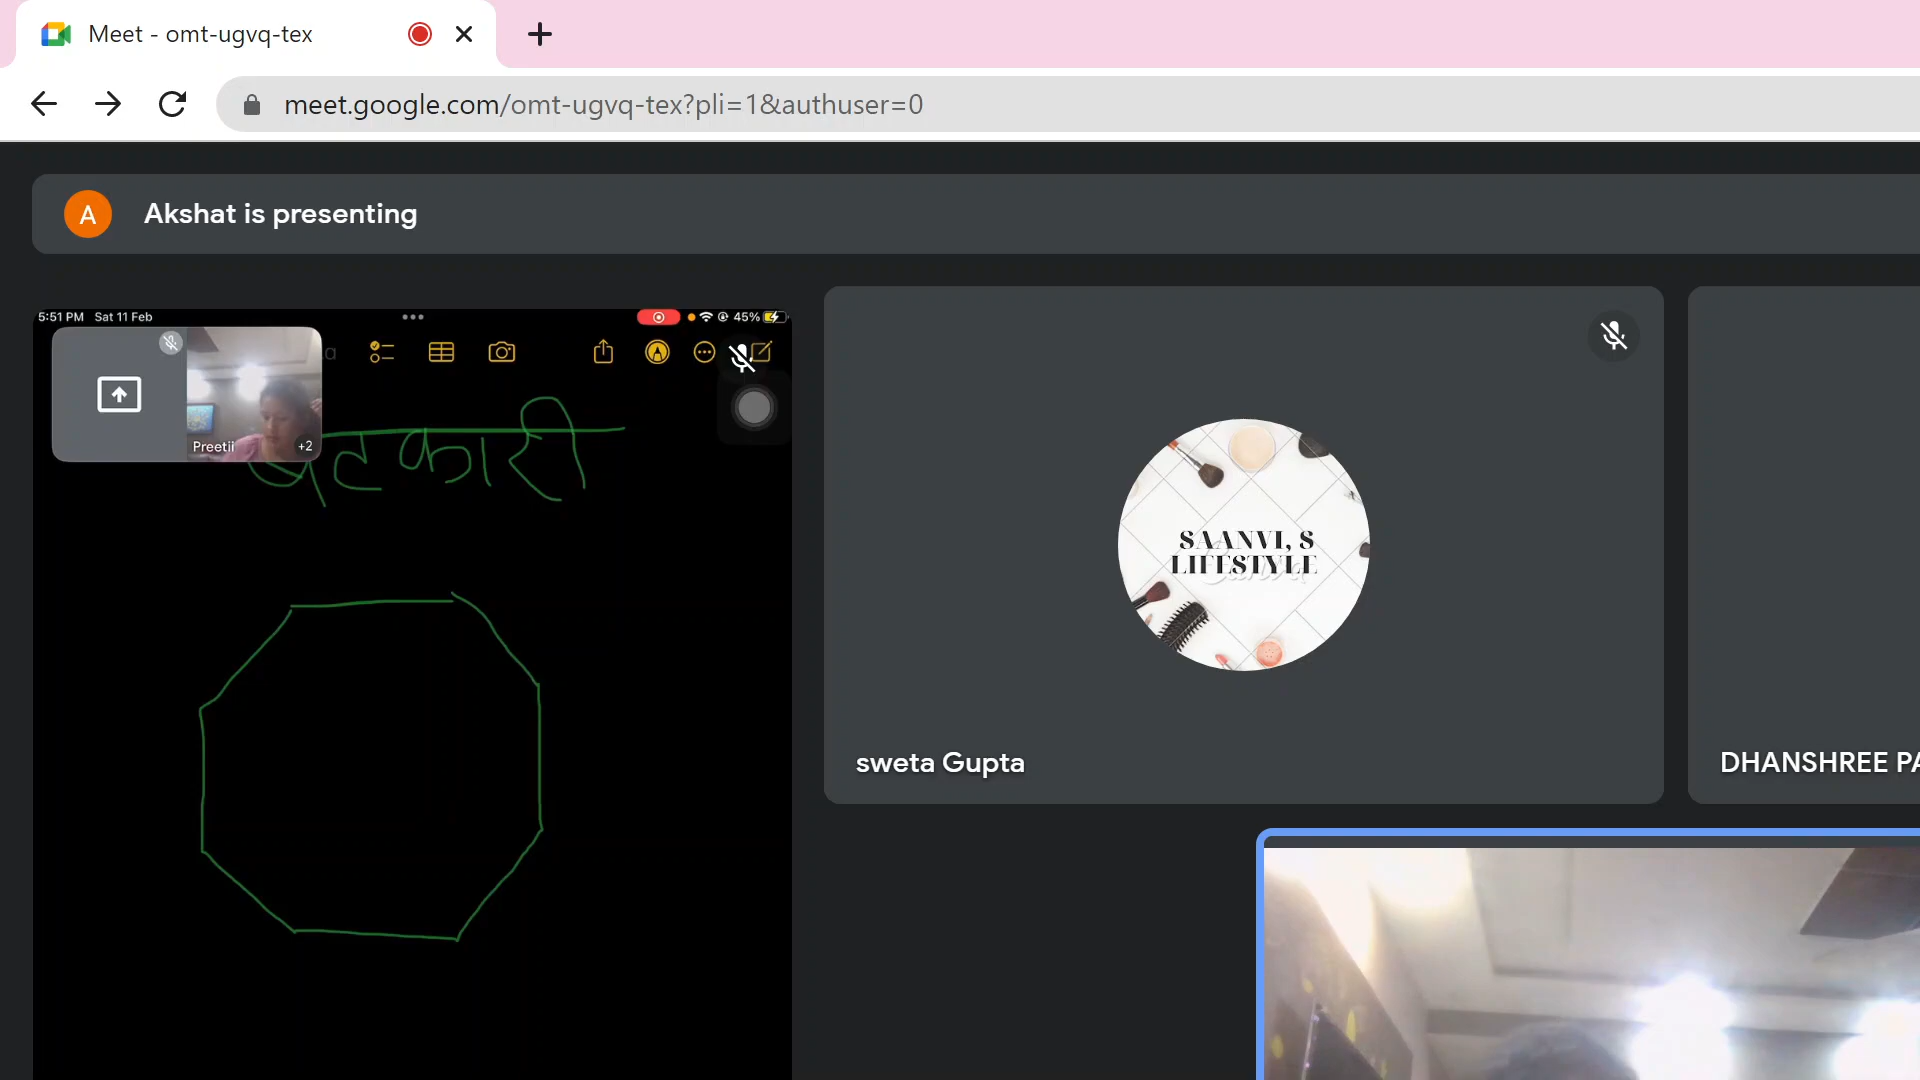 Meet - omt-ugvq-tex
meet.google.com/omt-ugvq-tex?pli=1&authuser=0
A
Akshat is presenting
5:51 PM Sat 11 Feb
45%
a
Preetii
+2
SAANVI, S
LIFESTYLE
sweta Gupta
DHANSHREE PA